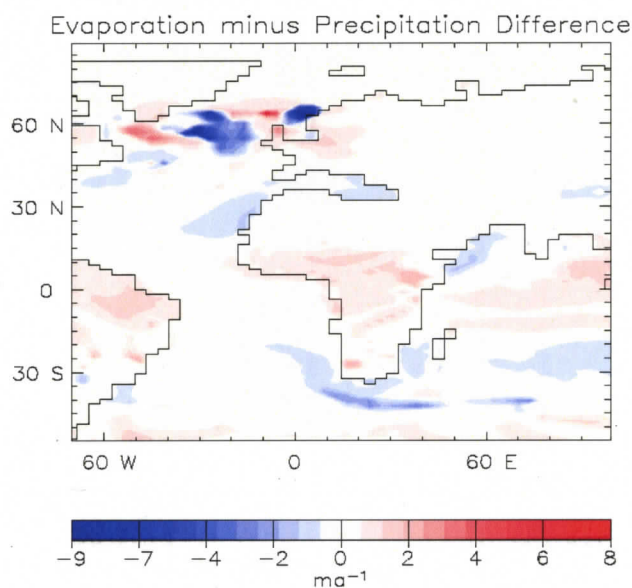 Evaporation minus Precipitation Difference
60 N
30 N
0
30 S
60 W 0 60 E
-9 -7 -4 -2 0 2 4 6 8
ma⁻¹